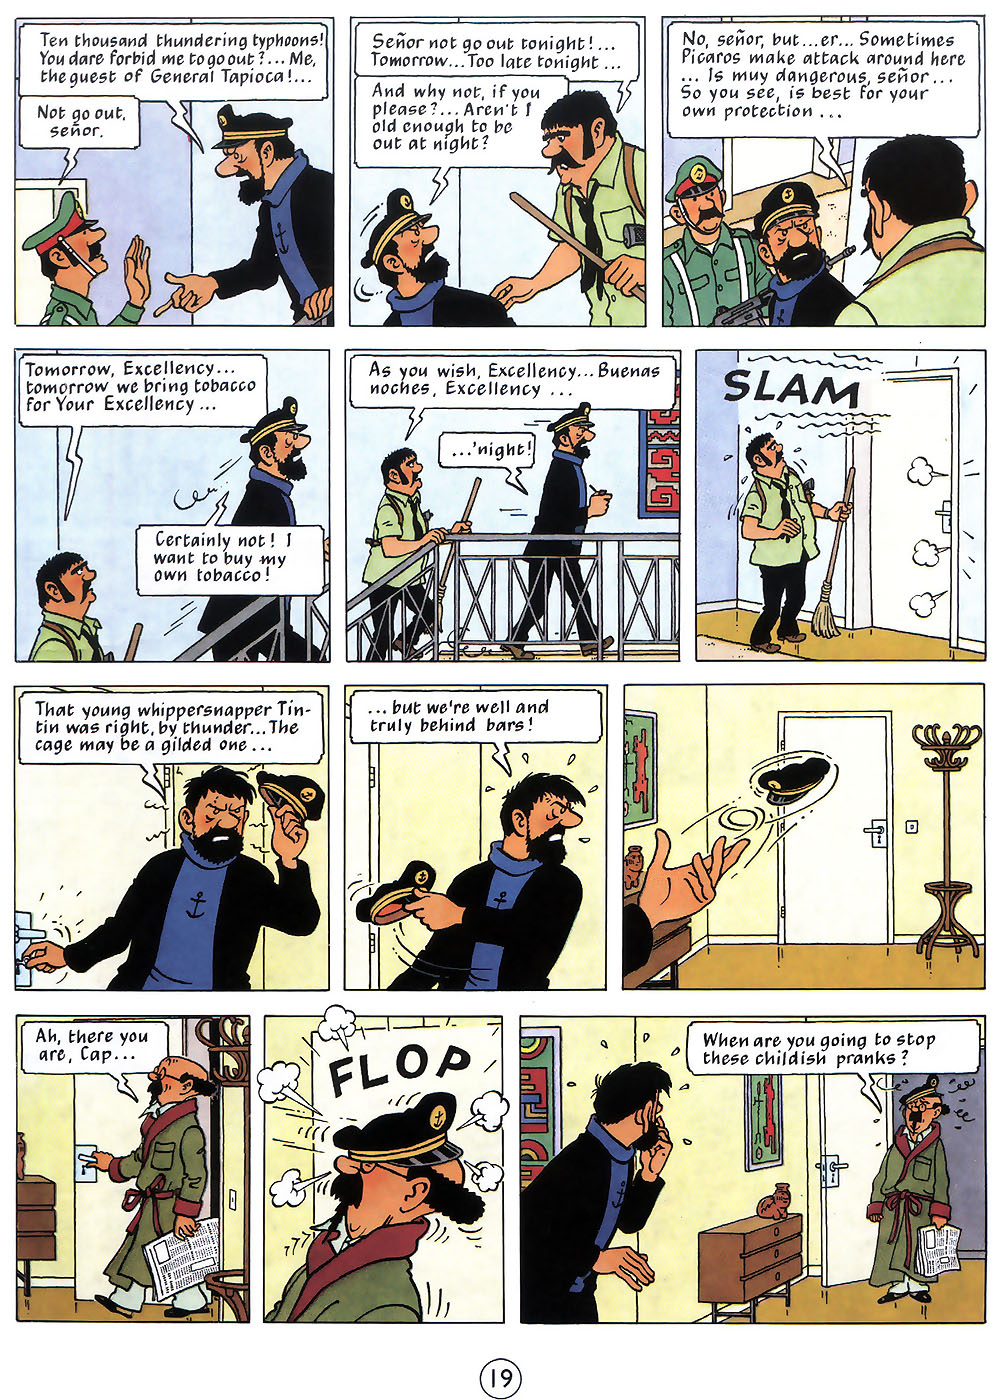 Ten thousand thundering typhoons!
You dare forbid me to go out?... Me,
the guest of General Tapioca!...
Not go out,
señor.
Señor not go out tonight!...
Tomorrow... Too late tonight...
And why not, if you
please?... Aren't I
old enough to be
out at night?
No, señor, but...er... Sometimes
Picaros make attack around here
... Is muy dangerous, señor...
So you see, is best for your
own protection...
Tomorrow, Excellency...
tomorrow we bring tobacco
for Your Excellency...
Certainly not! I
want to buy my
own tobacco!
As you wish, Excellency... Buenas
noches, Excellency ...
...'night!
SLAM
That young whippersnapper Tin-
tin was right, by thunder... The
cage may be a gilded one...
... but we're well and
truly behind bars!
Ah, there you
are, Cap...
FLOP
When are you going to stop
these childish pranks?
19